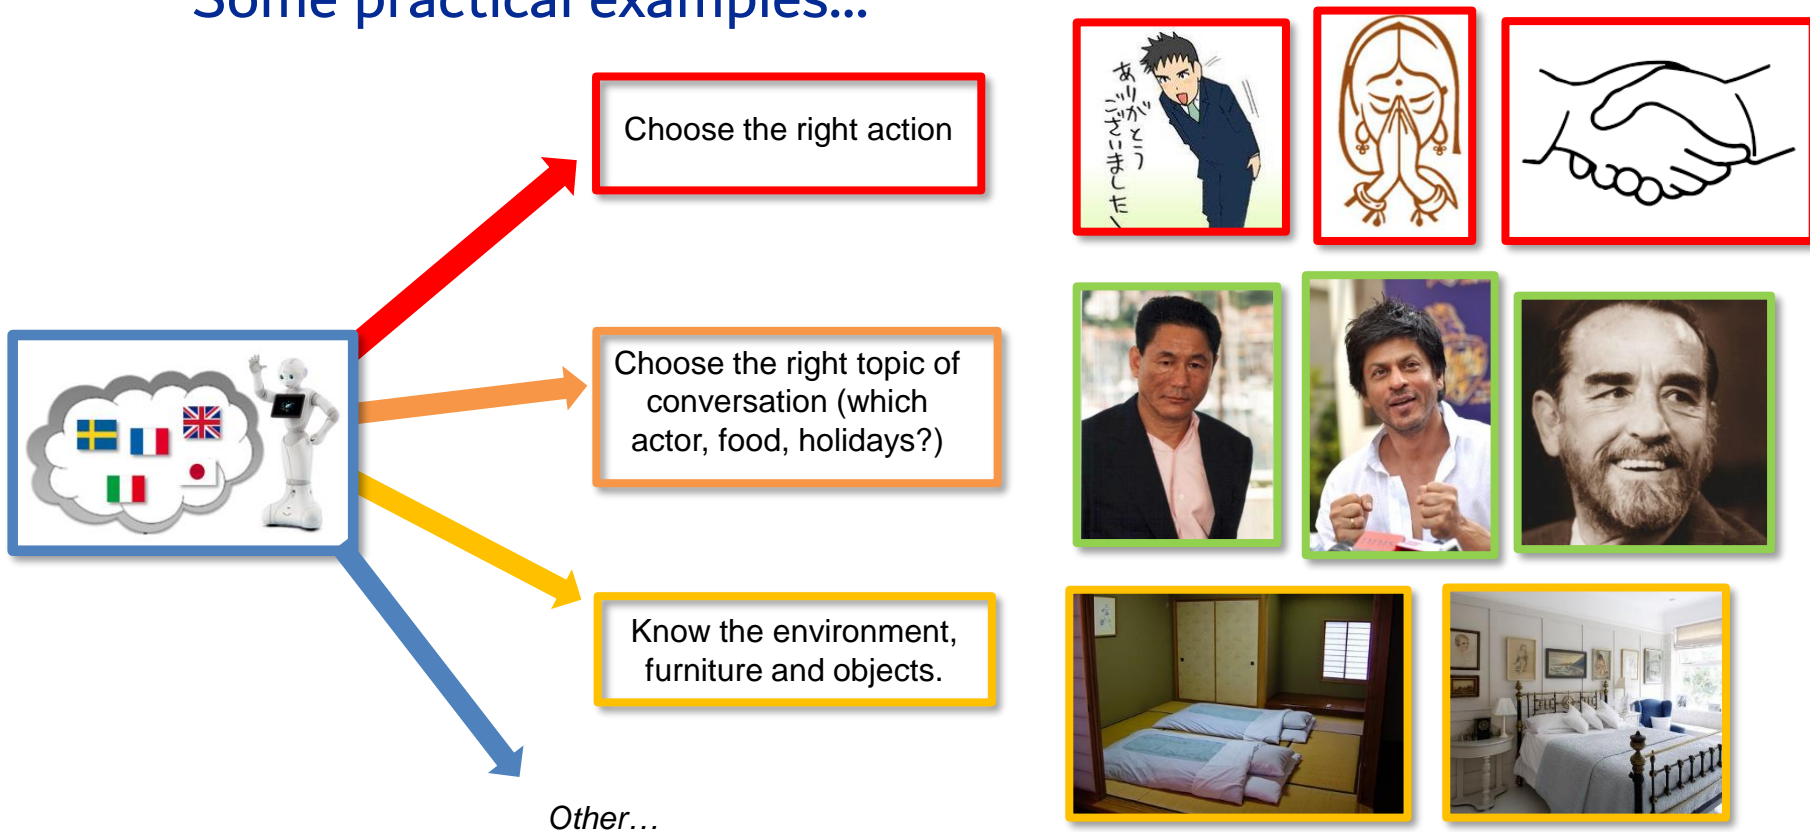 Some practical examples...
Choose the right action
ありがとう
ございました
Choose the right topic of
conversation (which
actor, food, holidays?)
Know the environment,
furniture and objects.
Other…